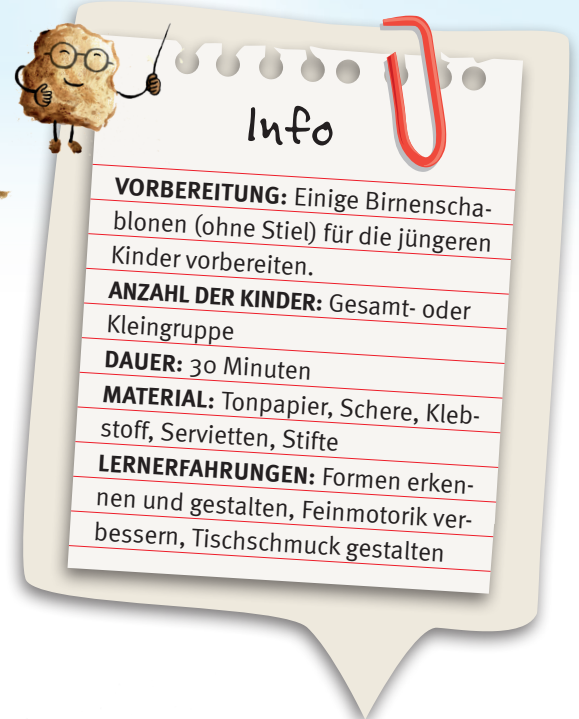 Info
VORBEREITUNG: Einige Birnenscha-
blonen (ohne Stiel) für die jüngeren
Kinder vorbereiten.
ANZAHL DER KINDER: Gesamt- oder
Kleingruppe
DAUER: 30 Minuten
MATERIAL: Tonpapier, Schere, Kleb-
stoff, Servietten, Stifte
LERNERFAHRUNGEN: Formen erken-
nen und gestalten, Feinmotorik ver-
bessern, Tischschmuck gestalten